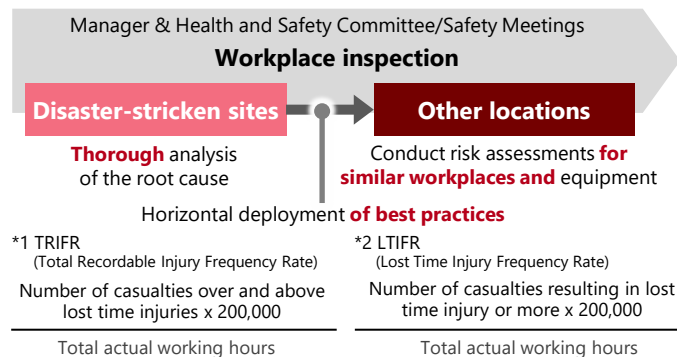 Manager & Health and Safety Committee/Safety Meetings
Workplace inspection
Disaster-stricken sites
Other locations
Thorough analysis
of the root cause
Conduct risk assessments for
similar workplaces and equipment
Horizontal deployment of best practices
*1 TRIFR
(Total Recordable Injury Frequency Rate)
Number of casualties over and above
lost time injuries x 200,000
Total actual working hours
*2 LTIFR
(Lost Time Injury Frequency Rate)
Number of casualties resulting in lost
time injury or more x 200,000
Total actual working hours